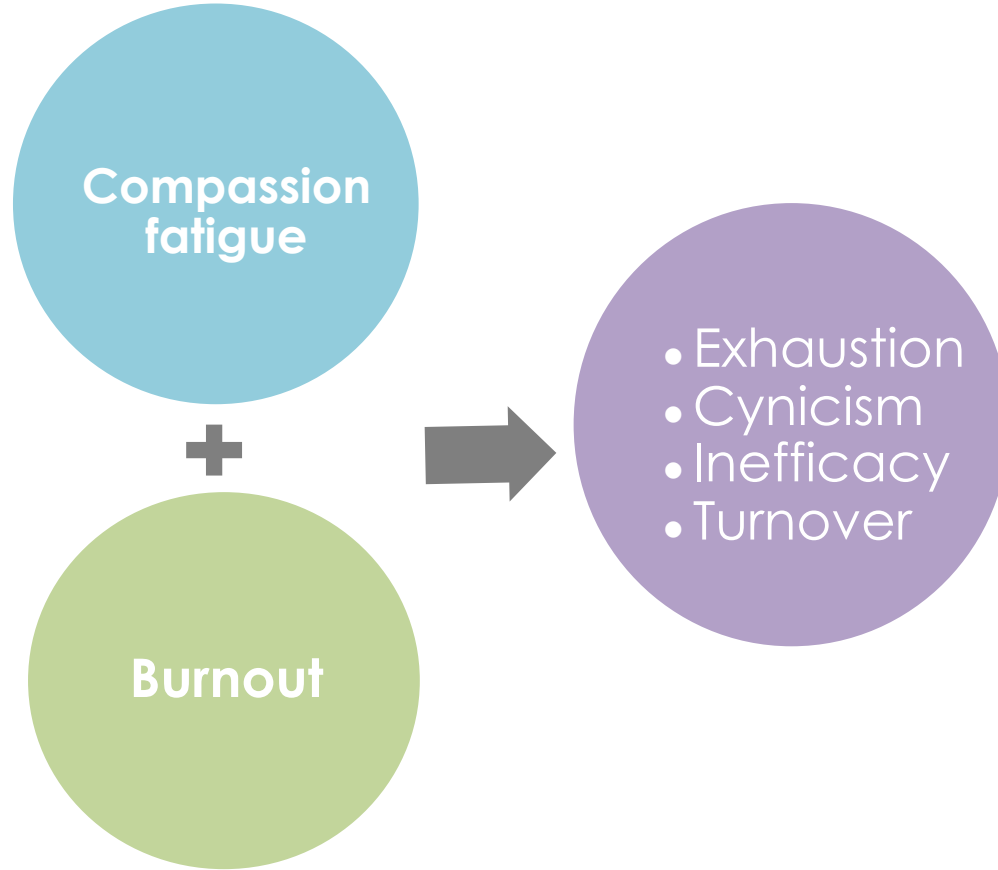 Compassion
fatigue
Burnout
• Exhaustion
• Cynicism
• Inefficacy
• Turnover